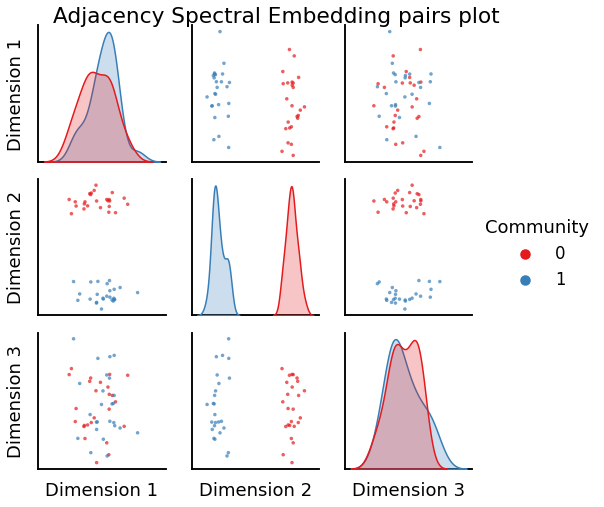 Adjacency Spectral Embedding pairs plot
Dimension 1
Dimension 2
Dimension 3
Community
0
1
Dimension 1
Dimension 2
Dimension 3